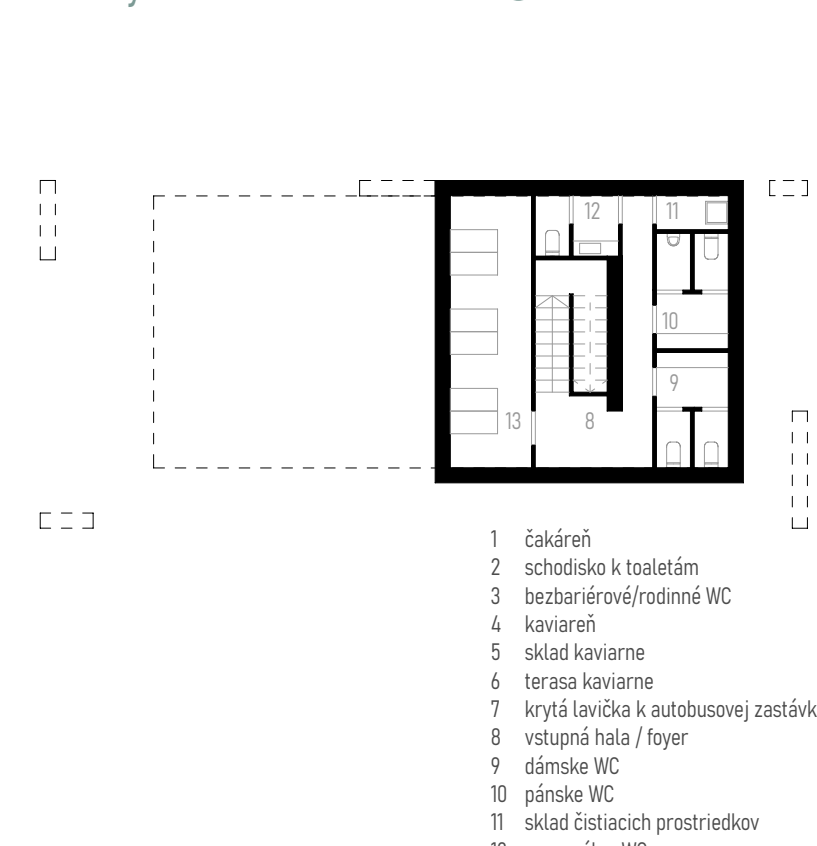 12
11
10
9
13
8
1 čakáreň
2 schodisko k toaletám
3 bezbariérové/rodinné WC
4 kaviareň
5 sklad kaviarne
6 terasa kaviarne
7 krytá lavička k autobusovej zastávk
8 vstupná hala / foyer
9 dámske WC
10 pánske WC
11 sklad čistiacich prostriedkov